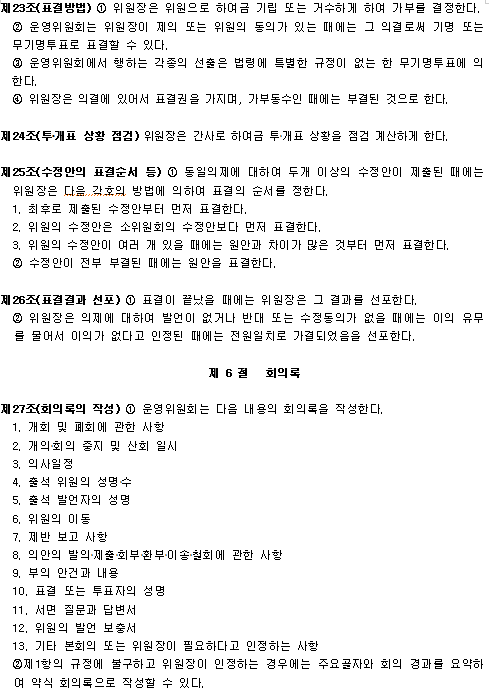 제23조(표결방법) ① 위원장은 위원으로 하여금 기립 또는 거수하게 하여 가부를 결정한다.
② 운영위원회는 위원장이 제의 또는 위원의 동의가 있는 때에는 그 의결로써 기명 또는
무기명투표로 표결할 수 있다.
③ 운영위원회에서 행하는 각종의 선출은 법령에 특별한 규정이 없는 한 무기명투표에 의
한다.
④ 위원장은 의결에 있어서 표결권을 가지며, 가부동수인 때에는 부결된 것으로 한다.
제24조(투·개표 상황 점검) 위원장은 간사로 하여금 투·개표 상황을 점검 계산하게 한다.
제25조(수정안의 표결순서 등) ① 동일의제에 대하여 두개 이상의 수정안이 제출된 때에는
위원장은 다음 각호의 방법에 의하여 표결의 순서를 정한다.
1. 최후로 제출된 수정안부터 먼저 표결한다.
2. 위원의 수정안은 소위원회의 수정안보다 먼저 표결한다.
3. 위원의 수정안이 여러 개 있을 때에는 원안과 차이가 많은 것부터 먼저 표결한다.
② 수정안이 전부 부결된 때에는 원안을 표결한다.
제26조(표결결과 선포) ① 표결이 끝났을 때에는 위원장은 그 결과를 선포한다.
② 위원장은 의제에 대하여 발언이 없거나 반대 또는 수정동의가 없을 때에는 이의 유무
를 물어서 이의가 없다고 인정된 때에는 전원일치로 가결되었음을 선포한다.
제 6 절 회의록
제27조(회의록의 작성) ① 운영위원회는 다음 내용의 회의록을 작성한다.
1. 개회 및 폐회에 관한 사항
2. 개의·회의 중지 및 산회 일시
3. 의사일정
4. 출석 위원의 성명·수
5. 출석 발언자의 성명
6. 위원의 이동
7. 제반 보고 사항
8. 의안의 발의·제출·회부·환부·이송·철회에 관한 사항
9. 부의 안건과 내용
10. 표결 또는 투표자의 성명
11. 서면 질문과 답변서
12. 위원의 발언 보충서
13. 기타 본회의 또는 위원장이 필요하다고 인정하는 사항
②제1항의 규정에 불구하고 위원장이 인정하는 경우에는 주요골자와 회의 경과를 요약하
여 약식 회의록으로 작성할 수 있다.